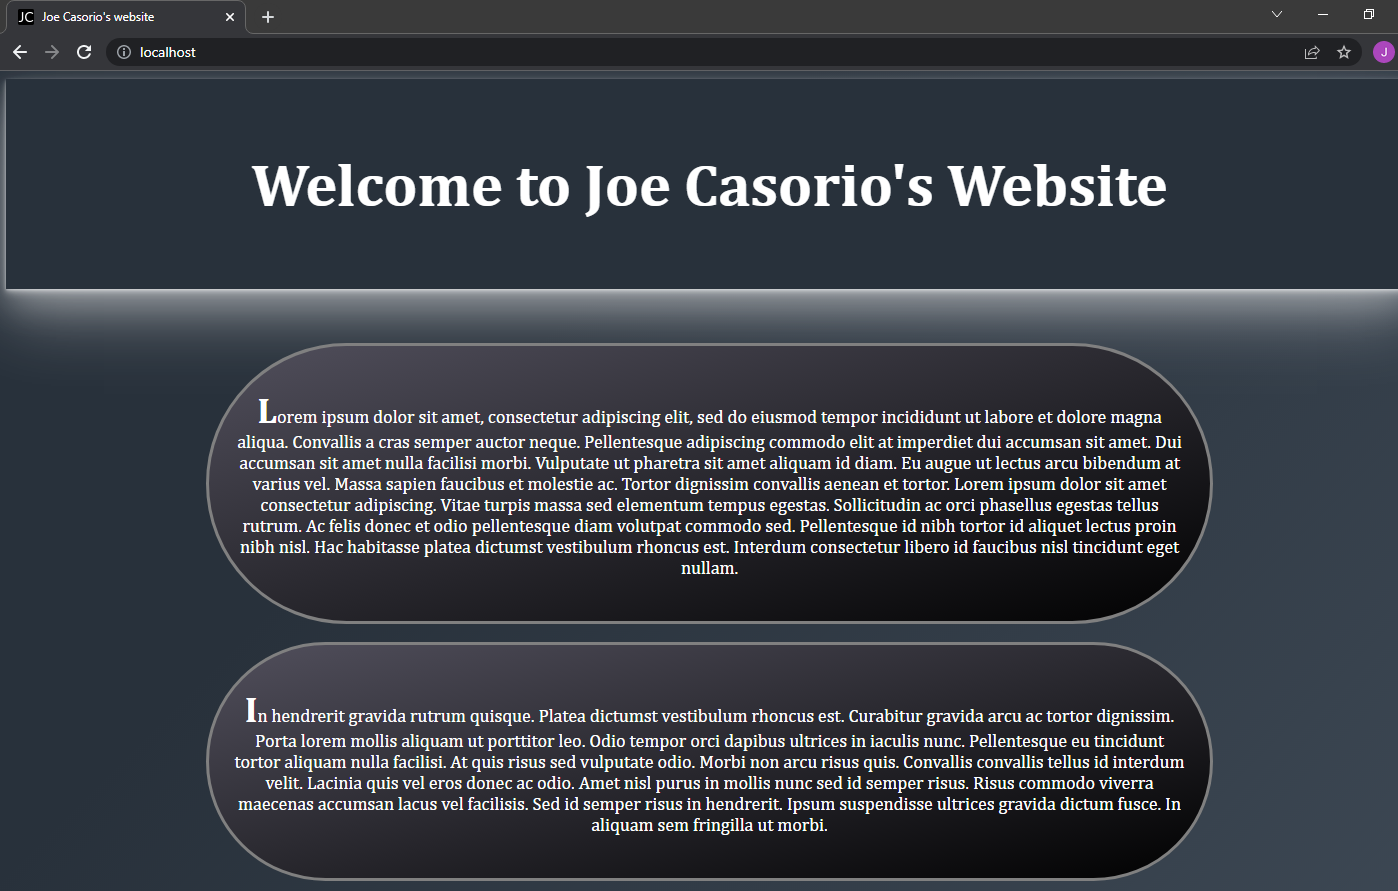 JC Joe Casorio's website
localhost
J
Welcome to Joe Casorio's Website
Lorem ipsum dolor sit amet, consectetur adipiscing elit, sed do eiusmod tempor incididunt ut labore et dolore magna
aliqua. Convallis a cras semper auctor neque. Pellentesque adipiscing commodo elit at imperdiet dui accumsan sit amet. Dui
accumsan sit amet nulla facilisi morbi. Vulputate ut pharetra sit amet aliquam id diam. Eu augue ut lectus arcu bibendum at
varius vel. Massa sapien faucibus et molestie ac. Tortor dignissim convallis aenean et tortor. Lorem ipsum dolor sit amet
consectetur adipiscing. Vitae turpis massa sed elementum tempus egestas. Sollicitudin ac orci phasellus egestas tellus
rutrum. Ac felis donec et odio pellentesque diam volutpat commodo sed. Pellentesque id nibh tortor id aliquet lectus proin
nibh nisl. Hac habitasse platea dictumst vestibulum rhoncus est. Interdum consectetur libero id faucibus nisl tincidunt eget
nullam.
In hendrerit gravida rutrum quisque. Platea dictumst vestibulum rhoncus est. Curabitur gravida arcu ac tortor dignissim.
Porta lorem mollis aliquam ut porttitor leo. Odio tempor orci dapibus ultrices in iaculis nunc. Pellentesque eu tincidunt
tortor aliquam nulla facilisi. At quis risus sed vulputate odio. Morbi non arcu risus quis. Convallis convallis tellus id interdum
velit. Lacinia quis vel eros donec ac odio. Amet nisl purus in mollis nunc sed id semper risus. Risus commodo viverra
maecenas accumsan lacus vel facilisis. Sed id semper risus in hendrerit. Ipsum suspendisse ultrices gravida dictum fusce. In
aliquam sem fringilla ut morbi.